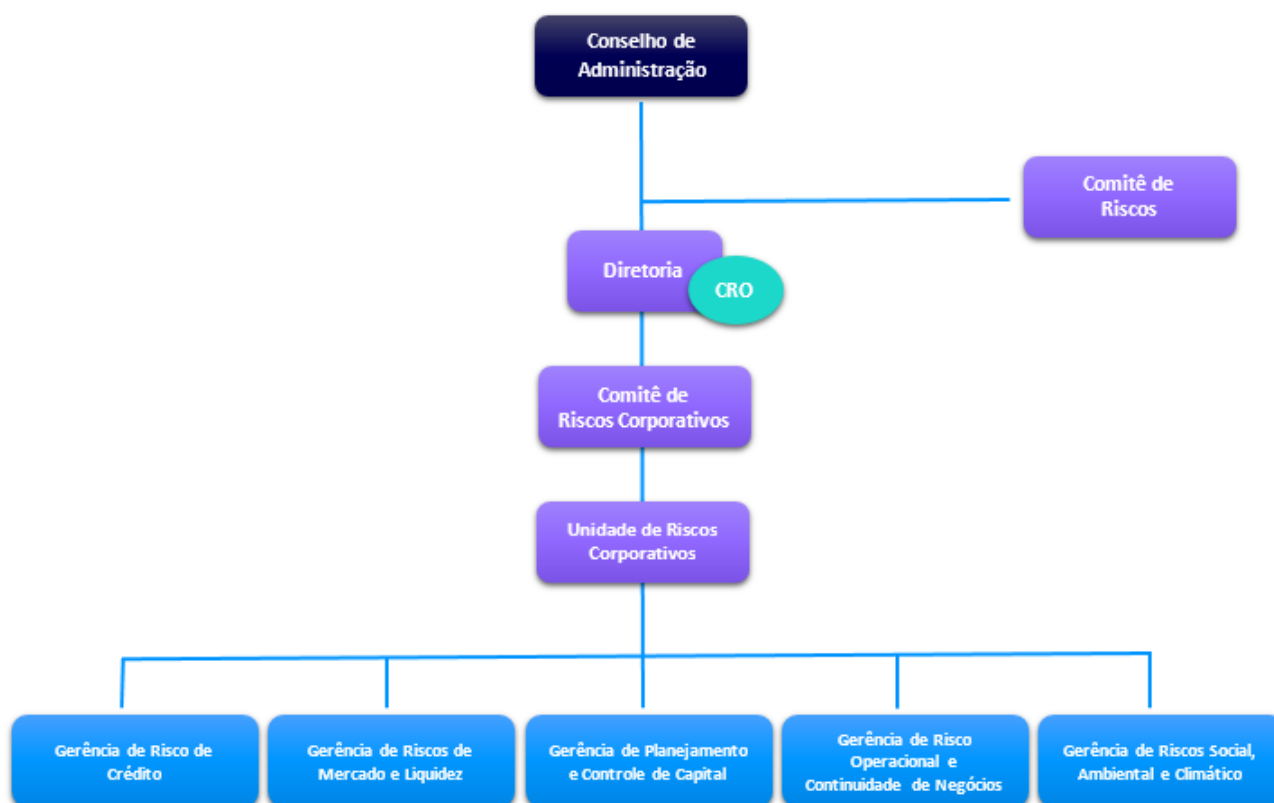 Conselho de
Administração
Comitê de
Riscos
Diretoria
CRO
Comitê de
Riscos Corporativos
Unidade de Riscos
Corporativos
Gerência de Risco de
Crédito
Gerência de Riscos de
Mercado e Liquidez
Gerência de Planejamento
e Controle de Capital
Gerência de Risco
Operacional e
Continuidade de Negócios
Gerência de Riscos Social,
Ambiental e Climático